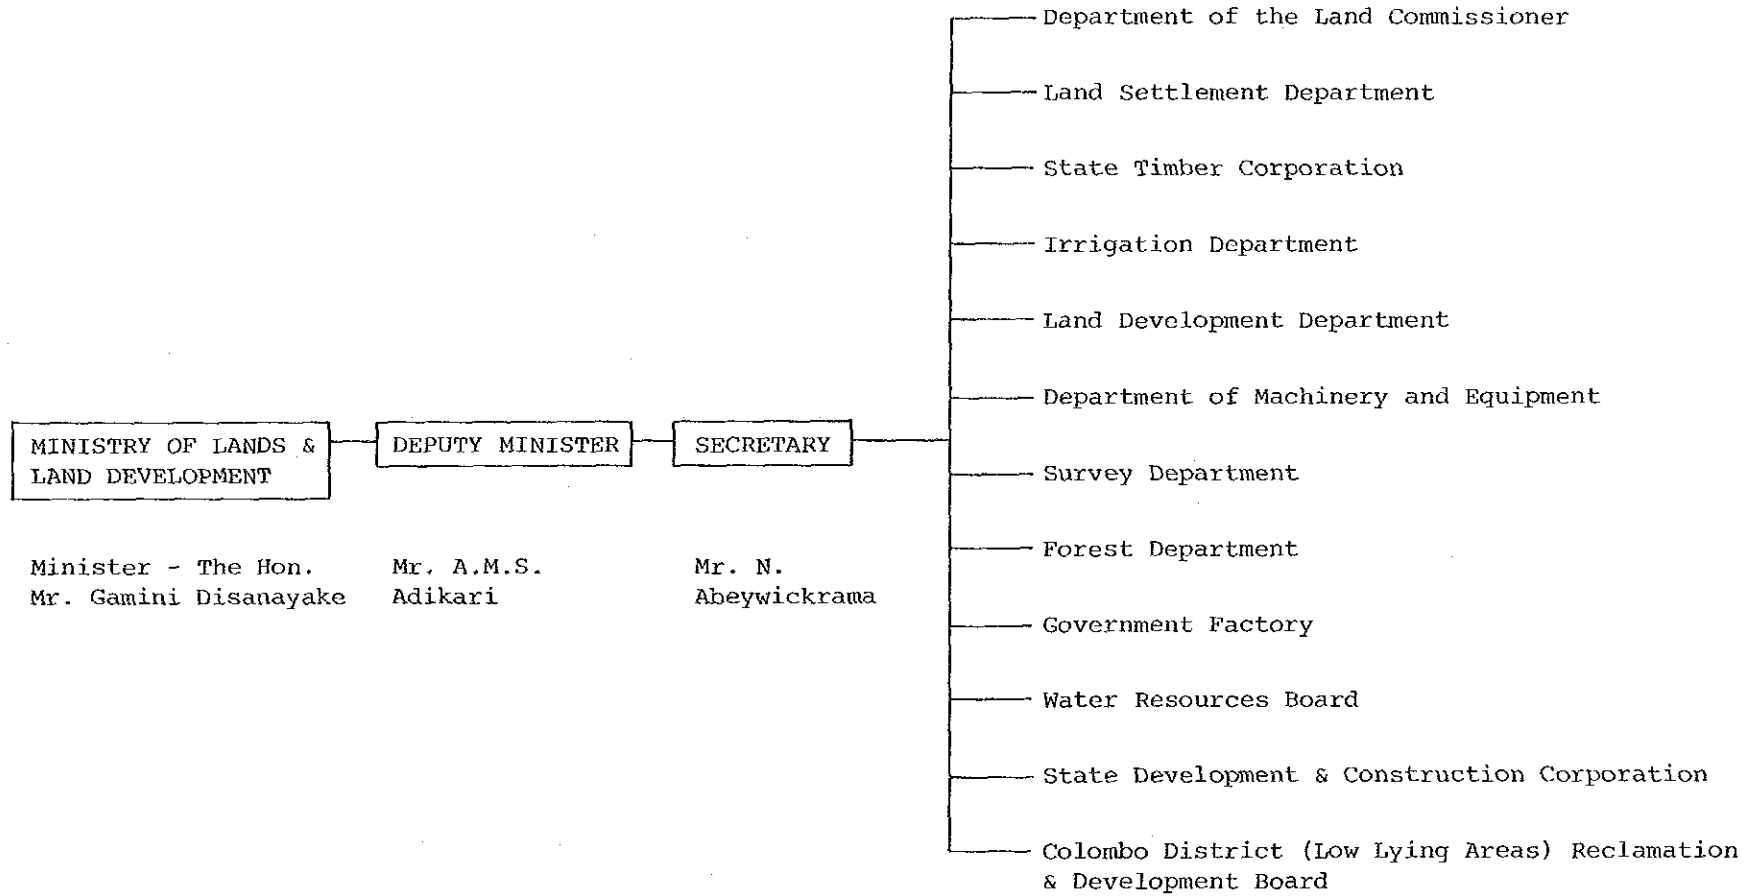 Department of the Land Commissioner
Land Settlement Department
State Timber Corporation
Irrigation Department
Land Development Department
Department of Machinery and Equipment
MINISTRY OF LANDS &
LAND DEVELOPMENT
DEPUTY MINISTER
SECRETARY
Survey Department
Minister - The Hon.
Mr. Gamini Disanayake
Mr. A.M.S.
Adikari
Mr. N.
Abeywickrama
Forest Department
Government Factory
Water Resources Board
State Development & Construction Corporation
Colombo District (Low Lying Areas) Reclamation
& Development Board